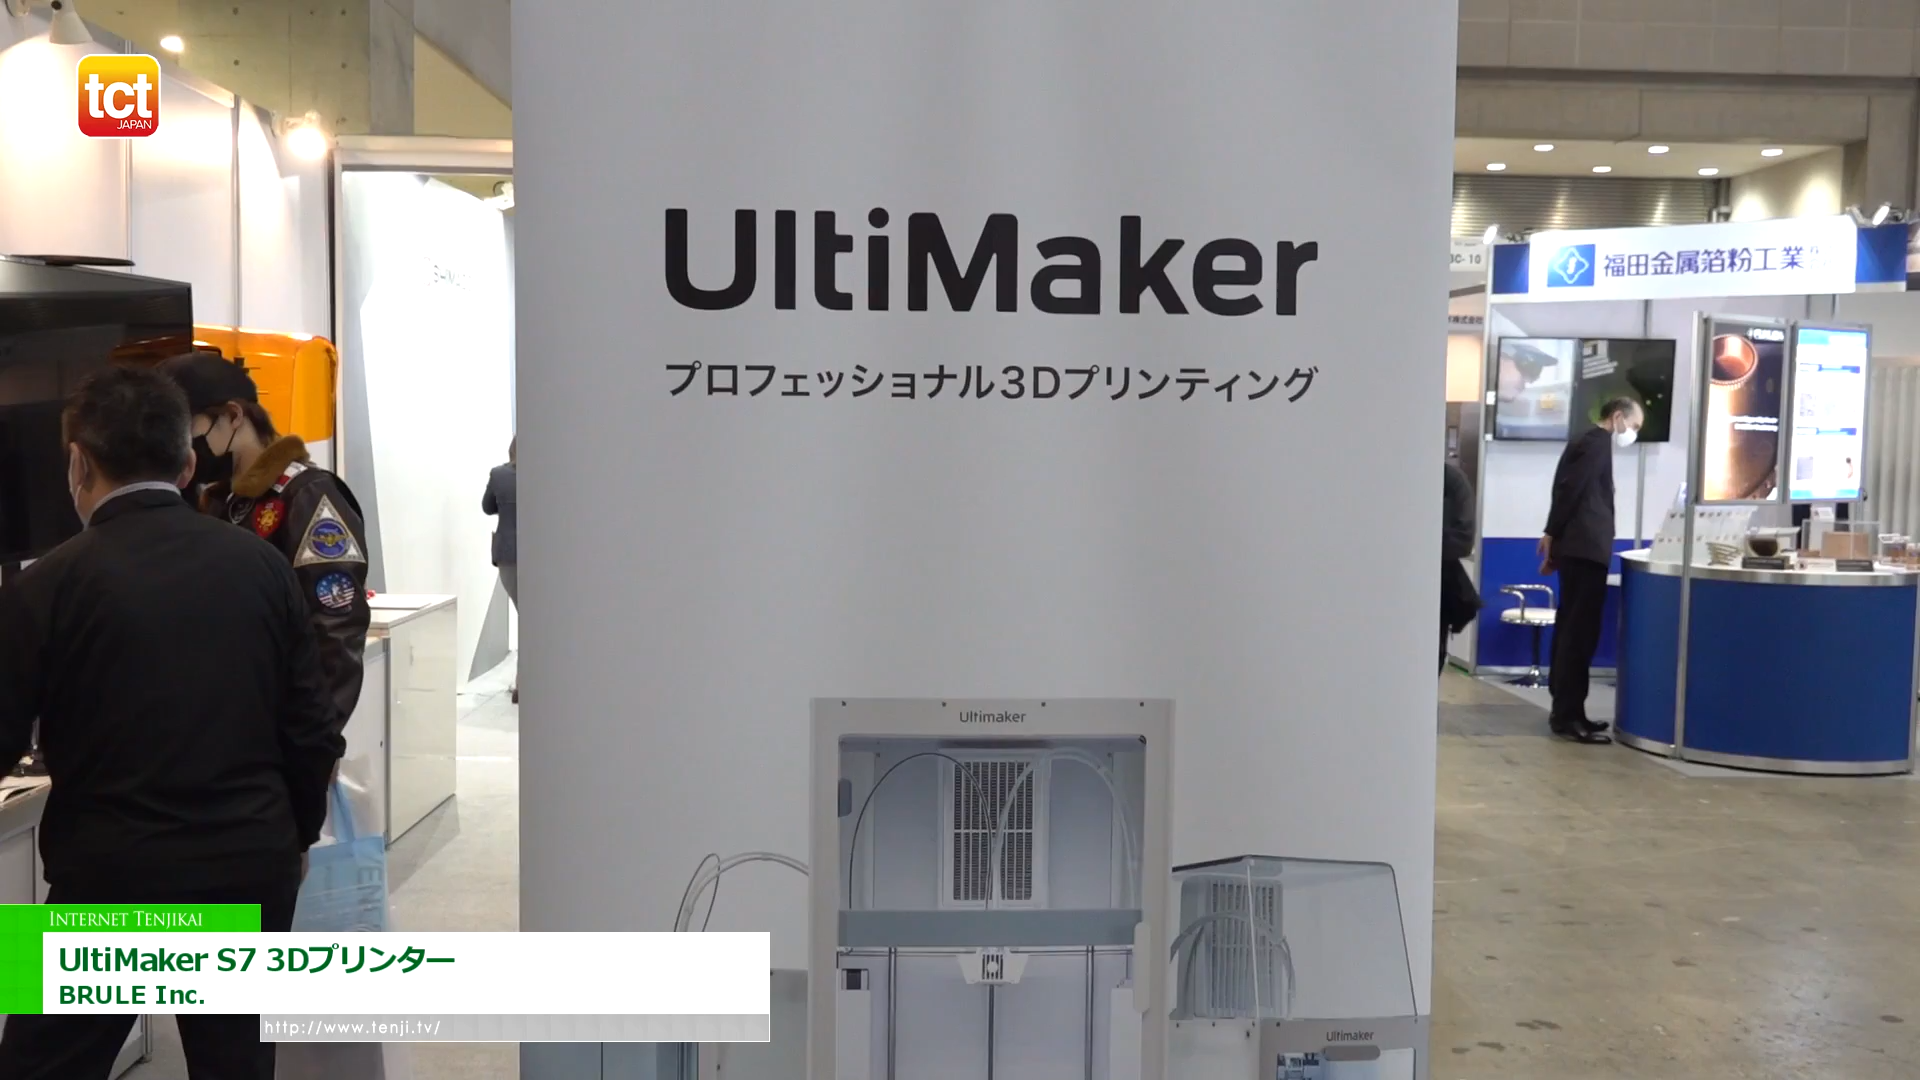 tct
JAPAN
UltiMaker
プロフェッショナル3Dプリンティング
福田金属箔粉工業
Ultimaker
Ultimaker
INTERNET TENJIKAI
UltiMaker S7 3Dプリンター
BRULE Inc.
http://www.tenji.tv/